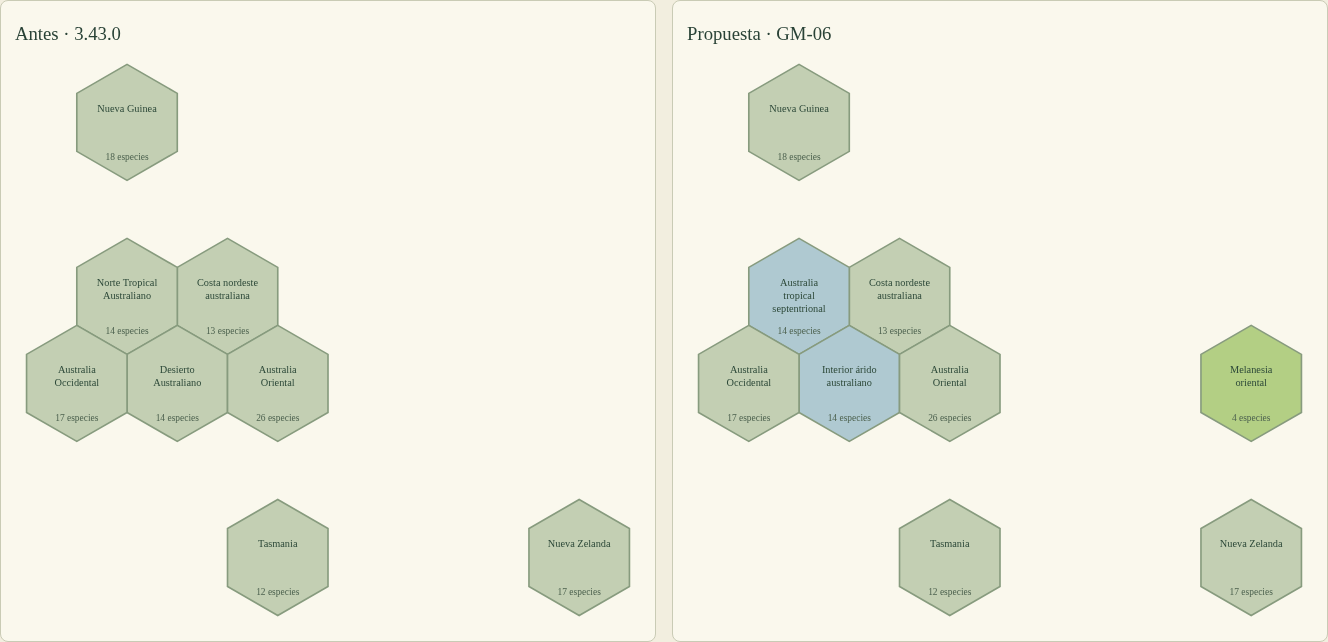 Antes · 3.43.0
Nueva Guinea
18 especies
Norte Tropical
Australiano
14 especies
Costa nordeste
australiana
13 especies
Australia
Occidental
17 especies
Desierto
Australiano
14 especies
Australia
Oriental
26 especies
Tasmania
12 especies
Nueva Zelanda
17 especies
Propuesta · GM-06
Nueva Guinea
18 especies
Australia
tropical
septentrional
14 especies
Costa nordeste
australiana
13 especies
Australia
Occidental
17 especies
Interior árido
australiano
14 especies
Australia
Oriental
26 especies
Melanesia
oriental
4 especies
Tasmania
12 especies
Nueva Zelanda
17 especies